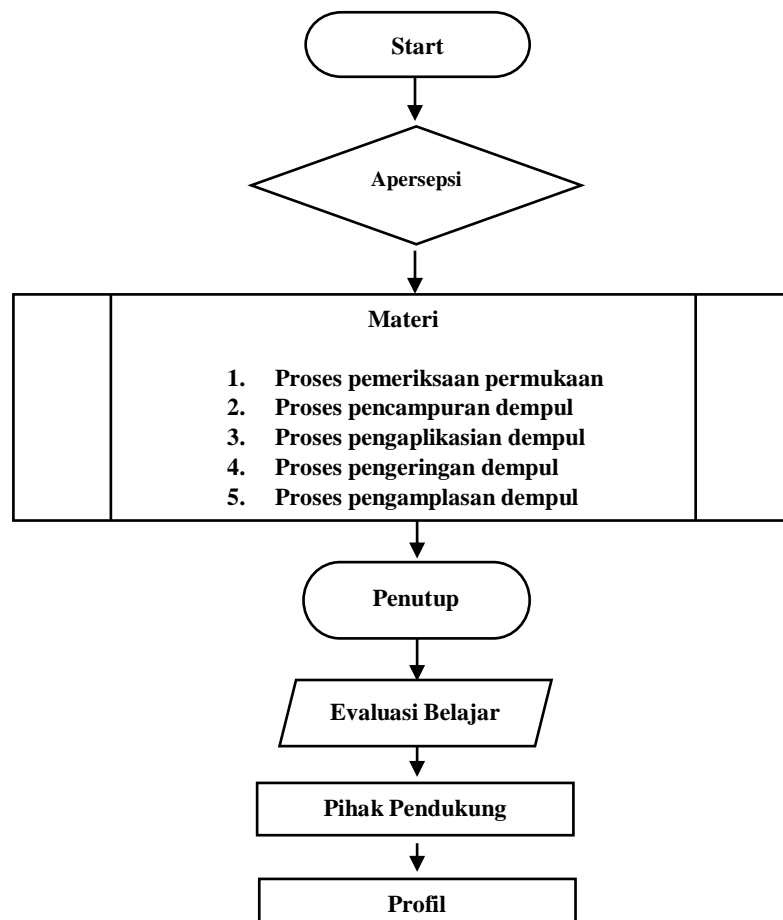 Start
Apersepsi
Materi
1. Proses pemeriksaan permukaan
2. Proses pencampuran dempul
3. Proses pengaplikasian dempul
4. Proses pengeringan dempul
5. Proses pengamplasan dempul
Penutup
Evaluasi Belajar
Pihak Pendukung
Profil